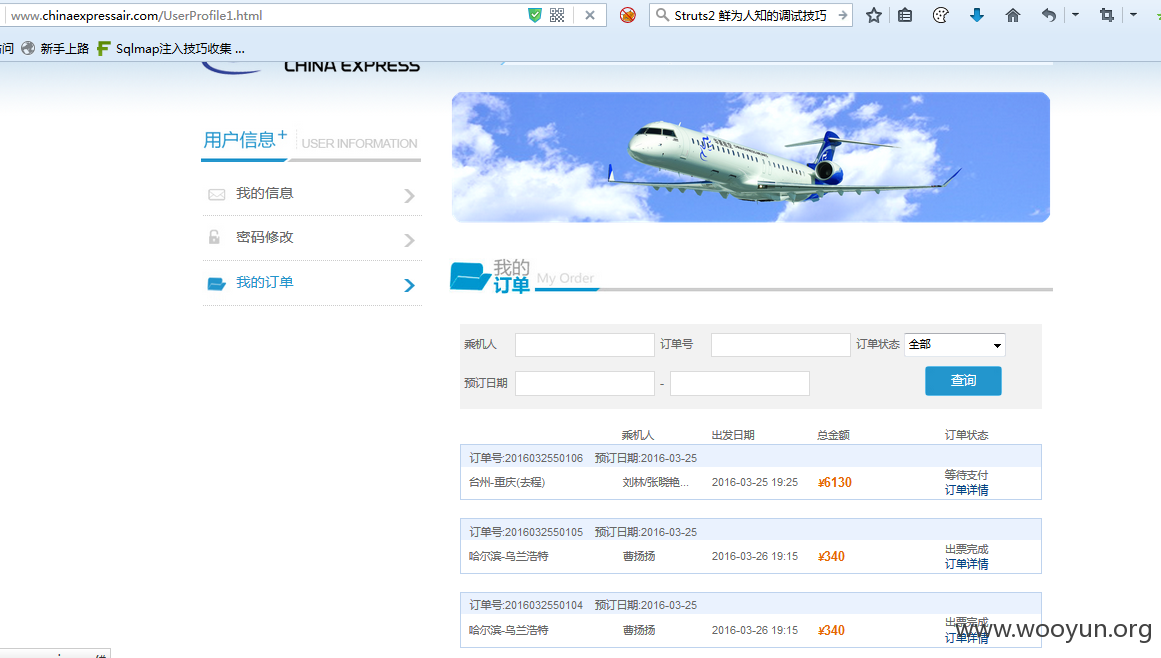 www.chinaexpressair.com/UserProfile1.html
Struts2 鲜为人知的调试技巧
问 新手上路 Sqlmap注入技巧收集 ...
CHINA EXPRESS
用户信息+ USER INFORMATION
我的信息
密码修改
我的订单
我的
订单 My Order
乘机人 订单号 订单状态 全部
预订日期 - 查询
乘机人 出发日期 总金额 订单状态
订单号:2016032550106 预订日期:2016-03-25
台州-重庆(去程) 刘林/张晓艳... 2016-03-25 19:25 ¥6130 等待支付
订单详情
订单号:2016032550105 预订日期:2016-03-25
哈尔滨-乌兰浩特 曹扬扬 2016-03-26 19:15 ¥340 出票完成
订单详情
订单号:2016032550104 预订日期:2016-03-25
哈尔滨-乌兰浩特 曹扬扬 2016-03-26 19:15 ¥340 出票完成
订单详情
www.wooyun.org